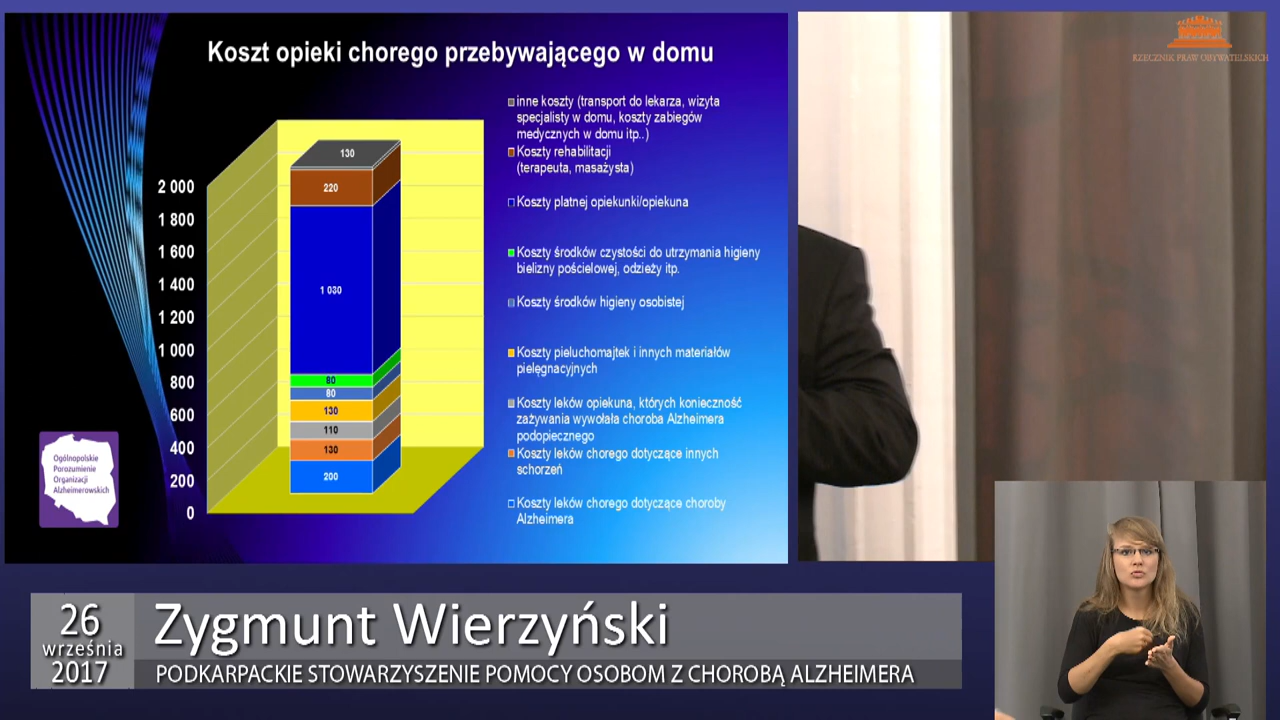 Koszt opieki chorego przebywającego w domu
RZECZNIK PRAW OBYWATELSKICH
inne koszty (transport do lekarza, wizyta
specjalisty w domu, koszty zabiegów
medycznych w domu itp..)
Koszty rehabilitacji
(terapeuta, masażysta)
Koszty płatnej opiekunki/opiekuna
Koszty środków czystości do utrzymania higieny
bielizny pościelowej, odzieży itp.
Koszty środków higieny osobistej
Koszty pieluchomajtek i innych materiałów
pielęgnacyjnych
Koszty leków opiekuna, których konieczność
zażywania wywołała choroba Alzheimera
podopiecznego
Koszty leków chorego dotyczące innych
schorzeń
Koszty leków chorego dotyczące choroby
Alzheimera
2 000
1 800
1 600
1 400
1 200
1 000
800
600
400
200
0
130
220
1 030
80
80
130
110
130
200
Ogólnopolskie
Porozumienie
Organizacji
Alzheimerowskich
26
września
2017
Zygmunt Wierzyński
PODKARPACKIE STOWARZYSZENIE POMOCY OSOBOM Z CHOROBĄ ALZHEIMERA